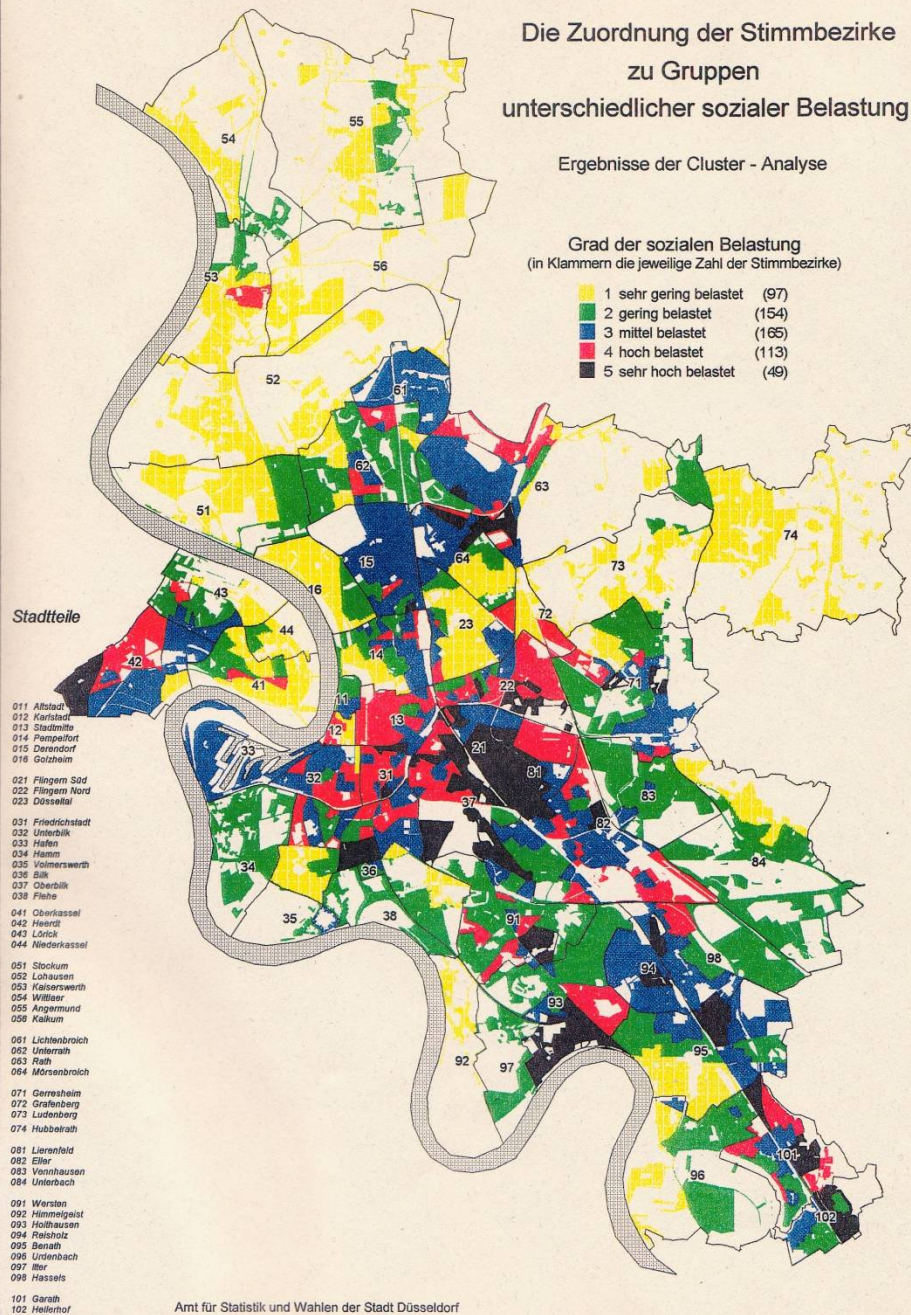 Die Zuordnung der Stimmbezirke
zu Gruppen
unterschiedlicher sozialer Belastung
Ergebnisse der Cluster - Analyse
Grad der sozialen Belastung
(in Klammern die jeweilige Zahl der Stimmbezirke)
1 sehr gering belastet (97)
2 gering belastet (154)
3 mittel belastet (165)
4 hoch belastet (113)
5 sehr hoch belastet (49)
54
55
53
56
52
61
62
51
63
74
15
64
73
16
43
72
23
44
14
42
41
22
71
11
13
12
33
21
32
31
81
83
37
82
34
36
84
35
38
91
98
94
93
92
97
95
96
101
102
Stadtteile
011 Altstadt
012 Karlstadt
013 Stadtmitte
014 Pempelfort
015 Derendorf
016 Golzheim
021 Flingern Süd
022 Flingern Nord
023 Düsseltal
031 Friedrichstadt
032 Unterbilk
033 Hafen
034 Hamm
035 Volmerswerth
036 Bilk
037 Oberbilk
038 Flehe
041 Oberkassel
042 Heerdt
043 Lörick
044 Niederkassel
051 Stockum
052 Lohausen
053 Kaiserswerth
054 Wittlaer
055 Angermund
056 Kalkum
061 Lichtenbroich
062 Unterrath
063 Rath
064 Mörsenbroich
071 Gerresheim
072 Grafenberg
073 Ludenberg
074 Hubbelrath
081 Lierenfeld
082 Eller
083 Vennhausen
084 Unterbach
091 Wersten
092 Himmelgeist
093 Holthausen
094 Reisholz
095 Benrath
096 Urdenbach
097 Itter
098 Hassels
101 Garath
102 Hellerhof
Amt für Statistik und Wahlen der Stadt Düsseldorf